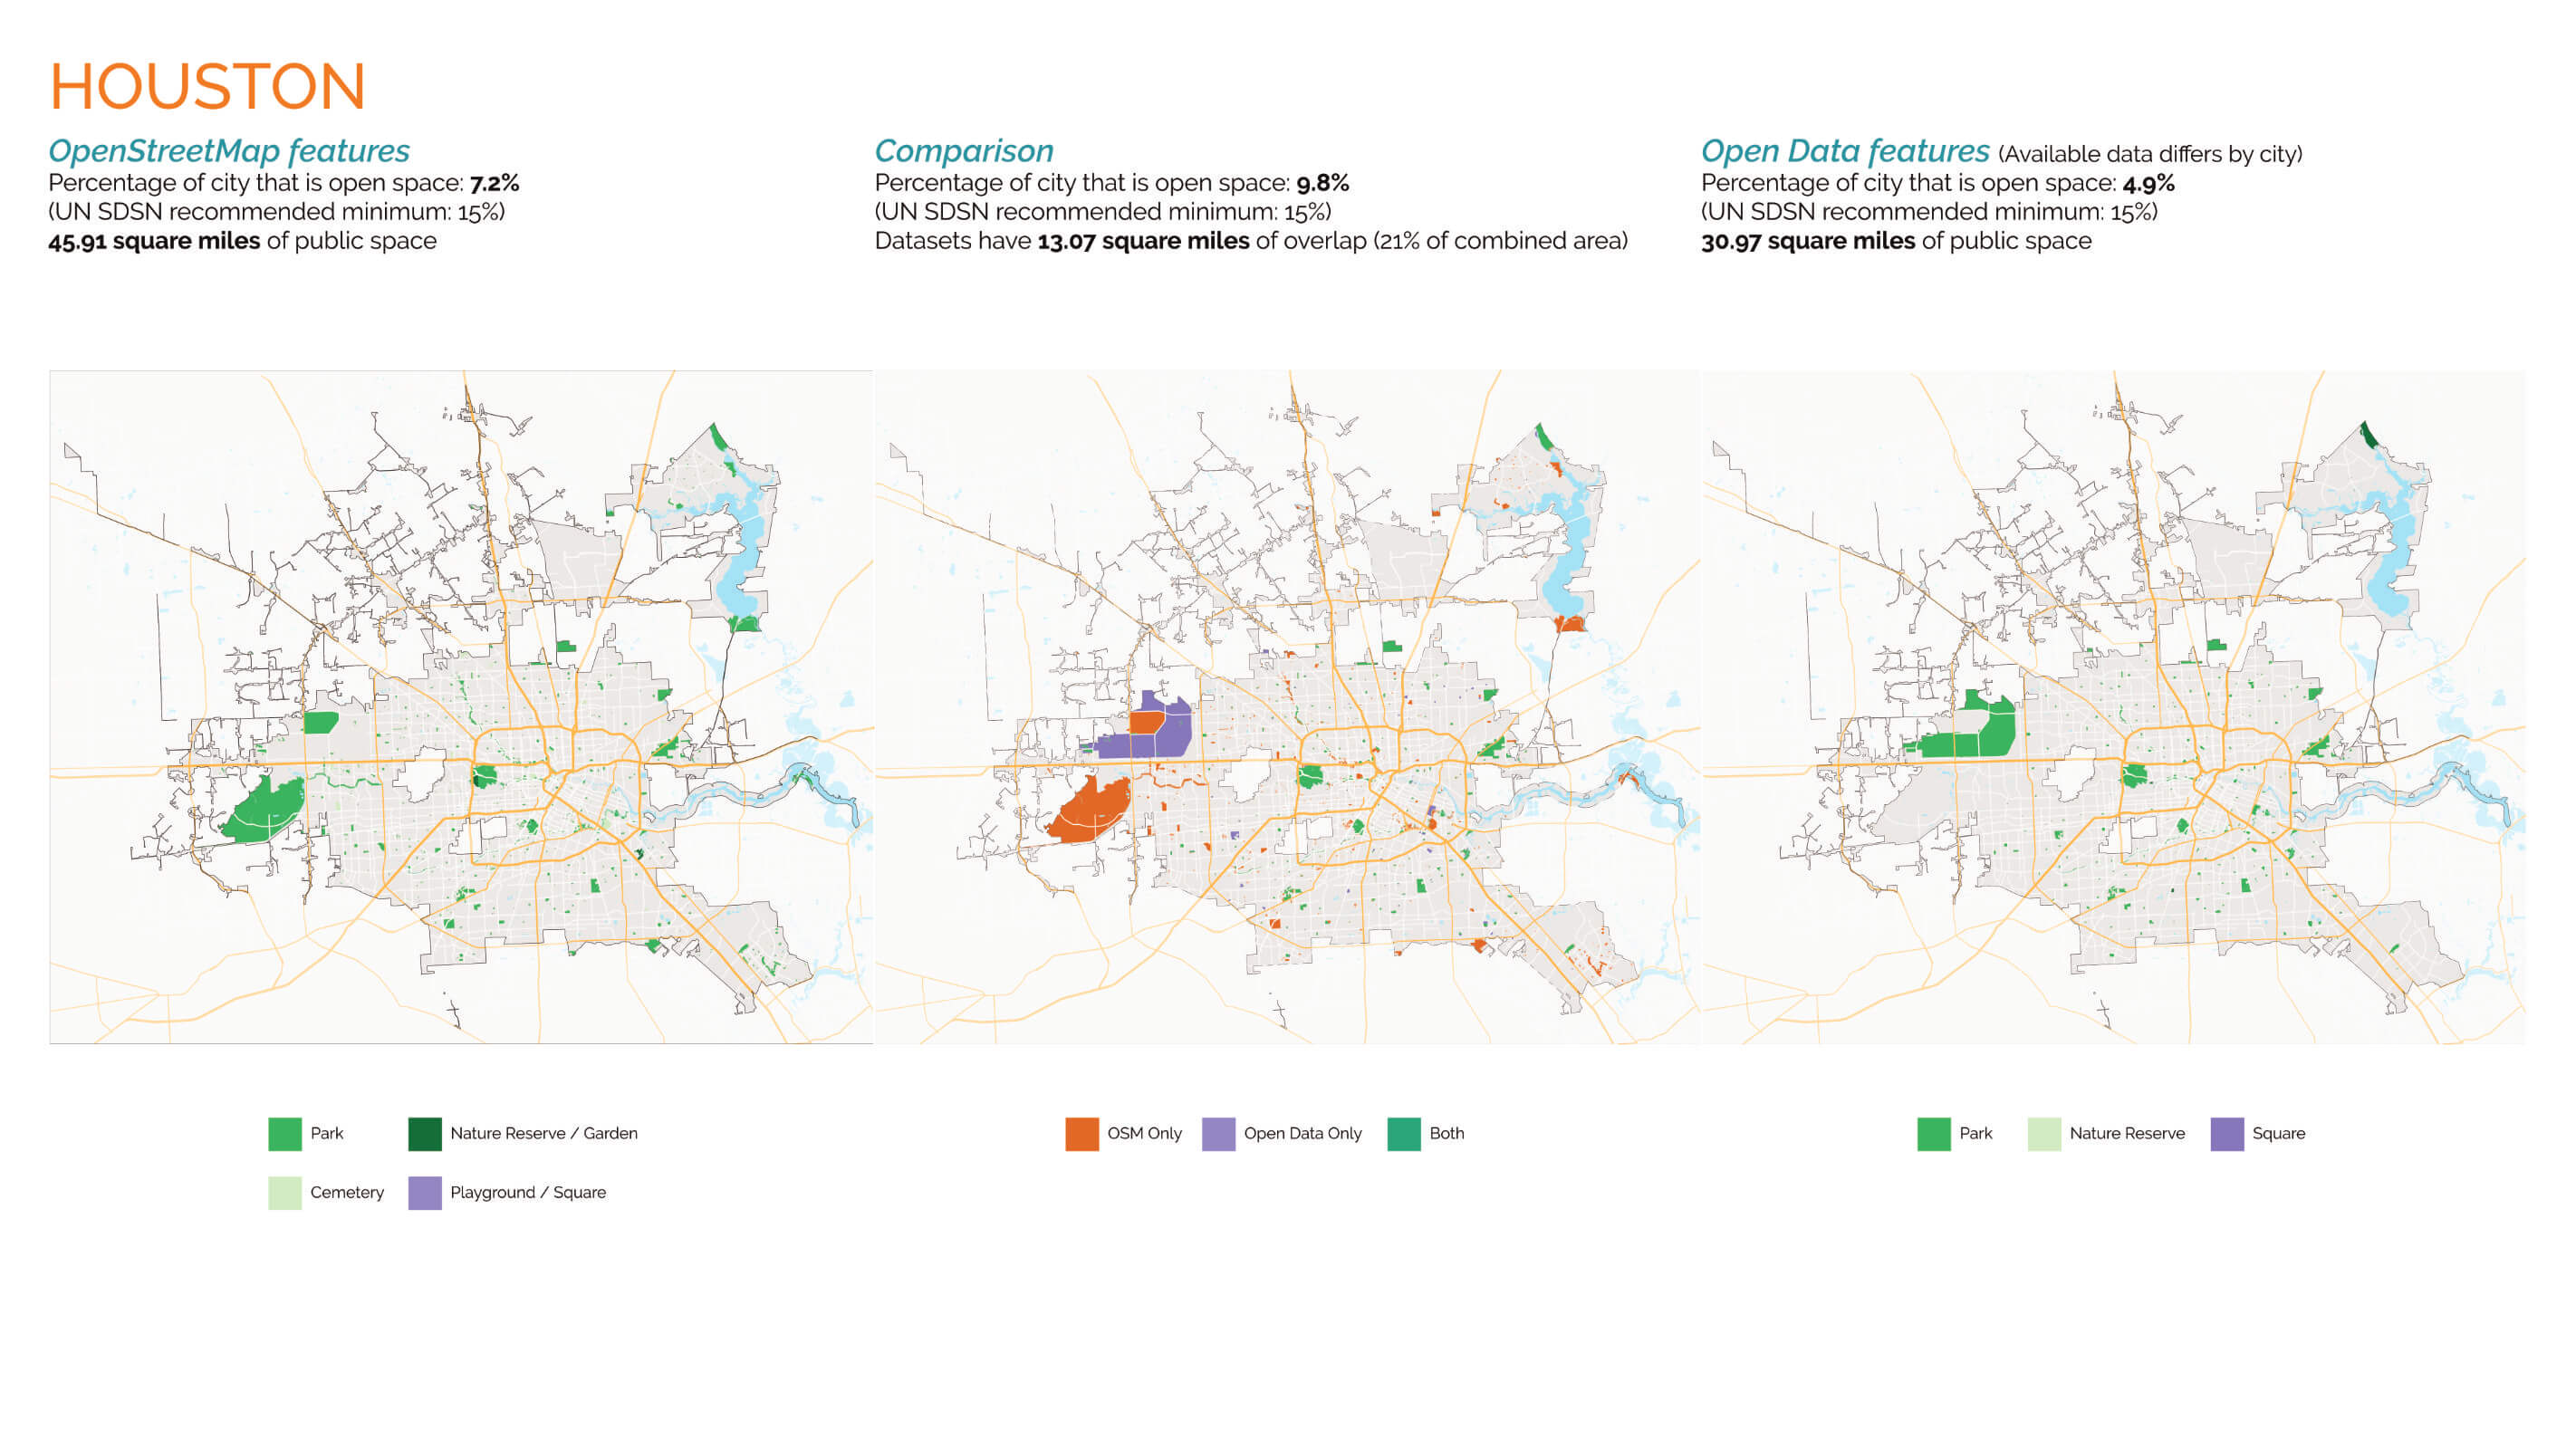 HOUSTON
OpenStreetMap features
Percentage of city that is open space: 7.2%
(UN SDSN recommended minimum: 15%)
45.91 square miles of public space
Comparison
Percentage of city that is open space: 9.8%
(UN SDSN recommended minimum: 15%)
Datasets have 13.07 square miles of overlap (21% of combined area)
Open Data features (Available data differs by city)
Percentage of city that is open space: 4.9%
(UN SDSN recommended minimum: 15%)
30.97 square miles of public space
Park
Nature Reserve / Garden
Cemetery
Playground / Square
OSM Only
Open Data Only
Both
Park
Nature Reserve
Square